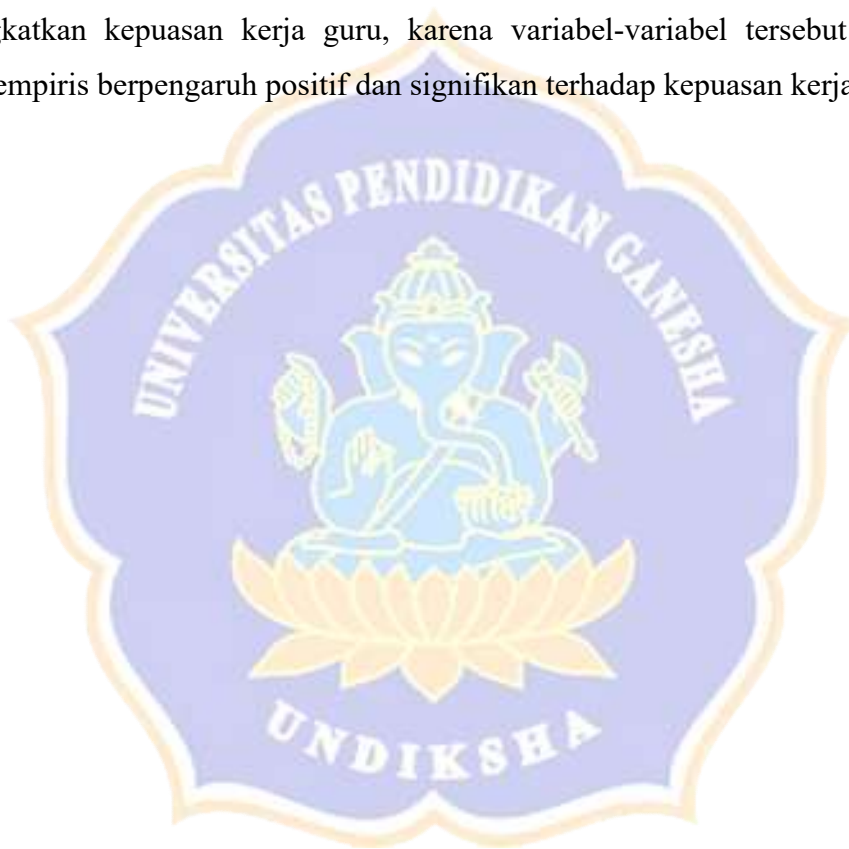 gkatkan kepuasan kerja guru, karena variabel-variabel tersebut
empiris berpengaruh positif dan signifikan terhadap kepuasan kerja
UNIVERSITAS PENDIDIKAN GANESHA
UNDIKSHA